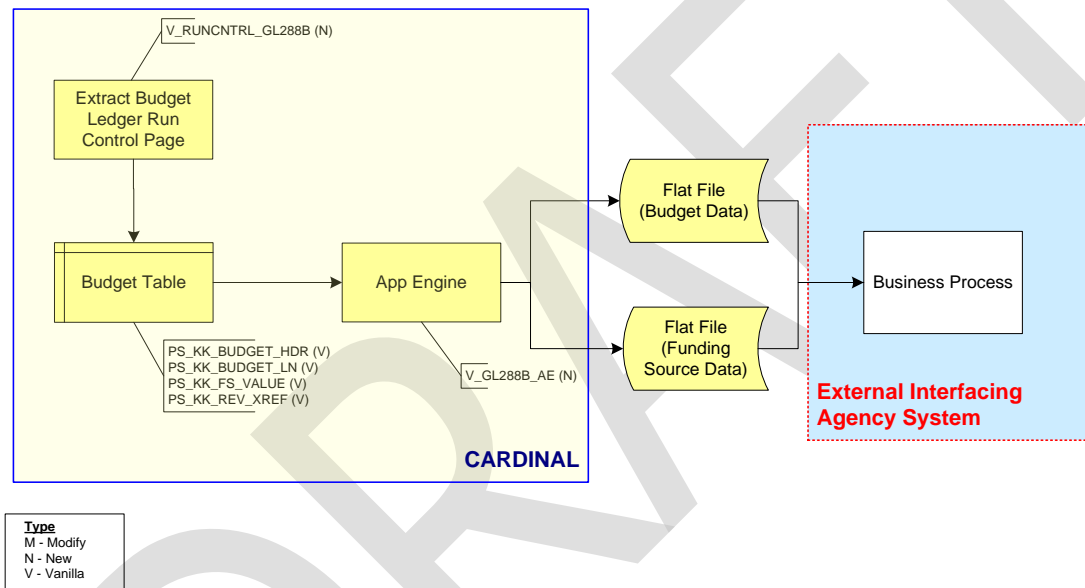 V_RUNCNTRL_GL288B (N)
Extract Budget
Ledger Run
Control Page
Budget Table
PS_KK_BUDGET_HDR (V)
PS_KK_BUDGET_LN (V)
PS_KK_FS_VALUE (V)
PS_KK_REV_XREF (V)
App Engine
V_GL288B_AE (N)
CARDINAL
Flat File
(Budget Data)
Flat File
(Funding
Source Data)
Business Process
External Interfacing
Agency System
Type
M - Modify
N - New
V - Vanilla
DRAFT